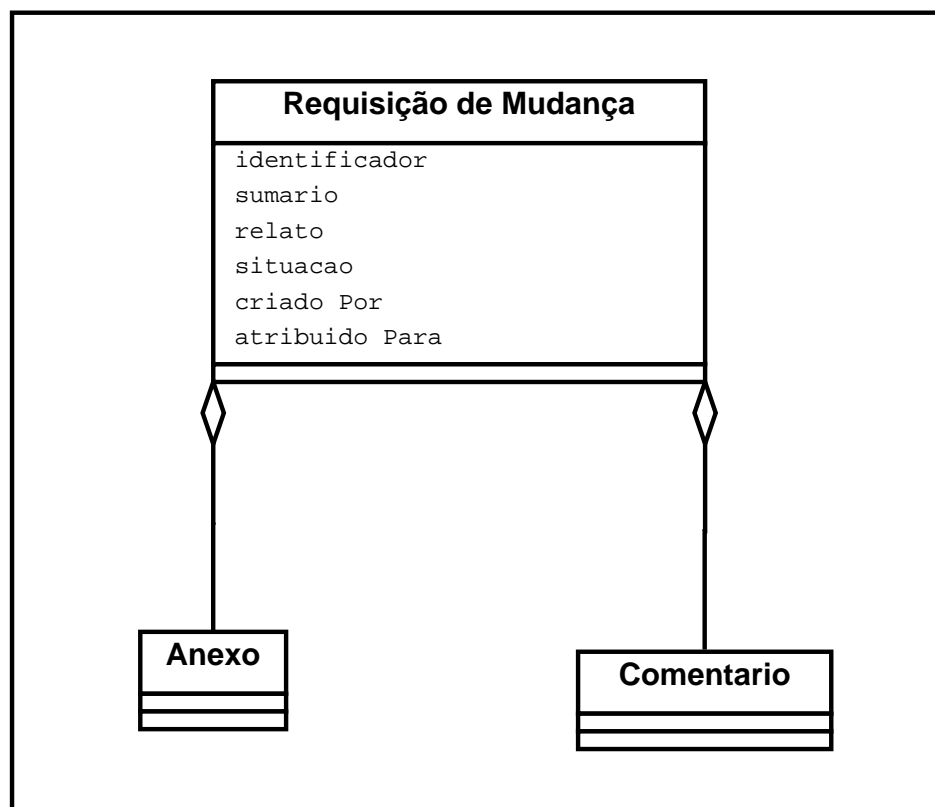 Requisição de Mudança
identificador
sumario
relato
situacao
criado Por
atribuido Para
Anexo
Comentario